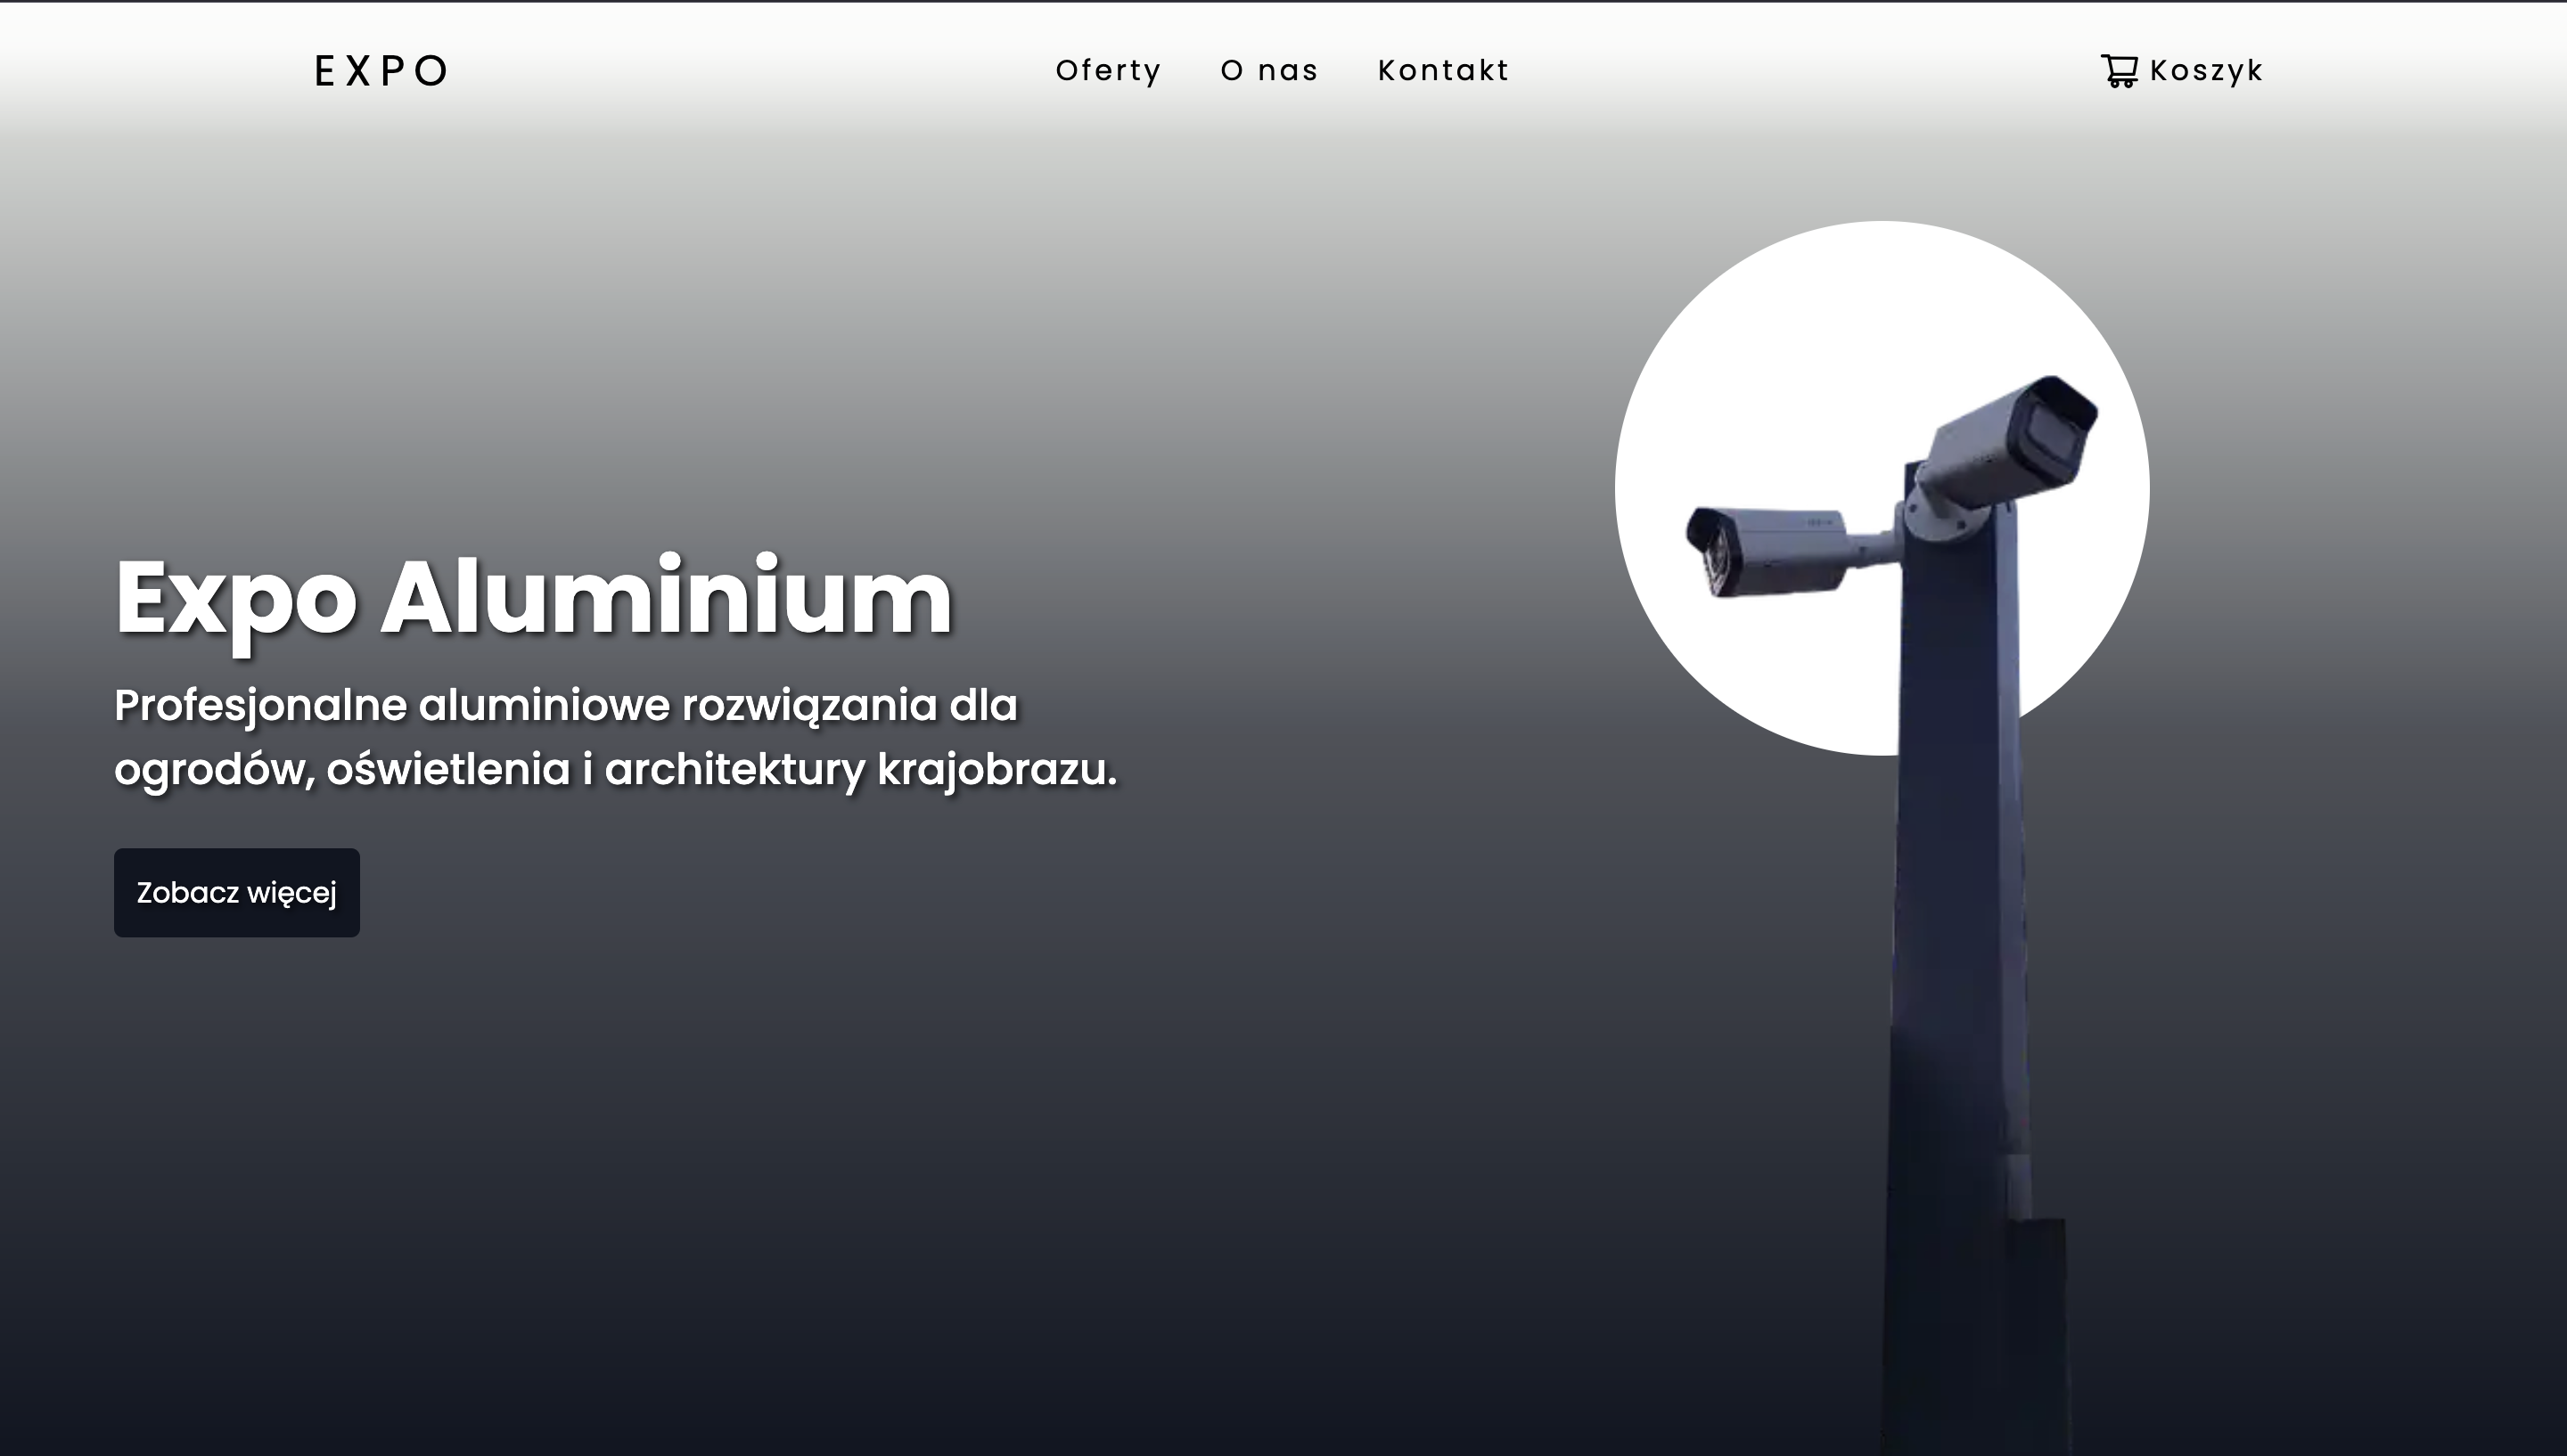 EXPO
Oferty
O nas
Kontakt
Koszyk
Expo Aluminium
Profesjonalne aluminiowe rozwiązania dla
ogrodów, oświetlenia i architektury krajobrazu.
Zobacz więcej